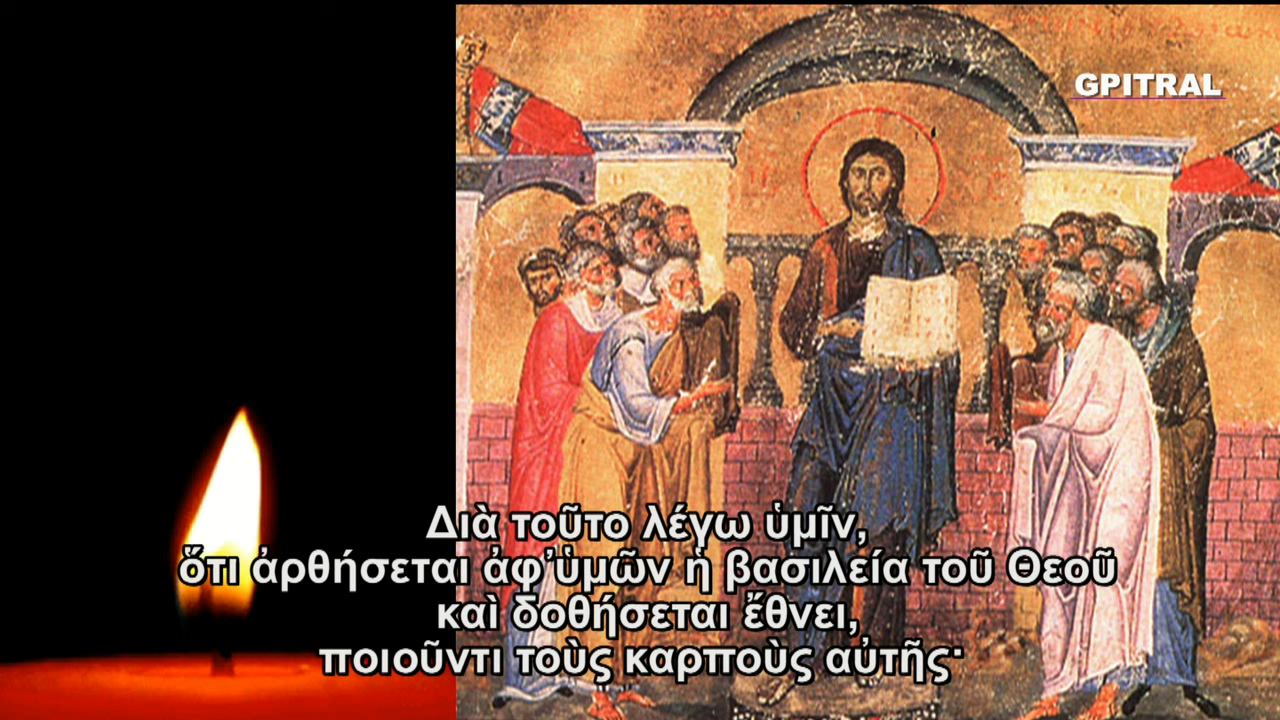 GPITRAL
Διὰ τοῦτο λέγω ὑμῖν,
ὅτι ἀρθήσεται ἀφ᾽ὑμῶν ἡ βασιλεία τοῦ Θεοῦ
καὶ δοθήσεται ἔθνει,
ποιοῦντι τοὺς καρποὺς αὐτῆς·